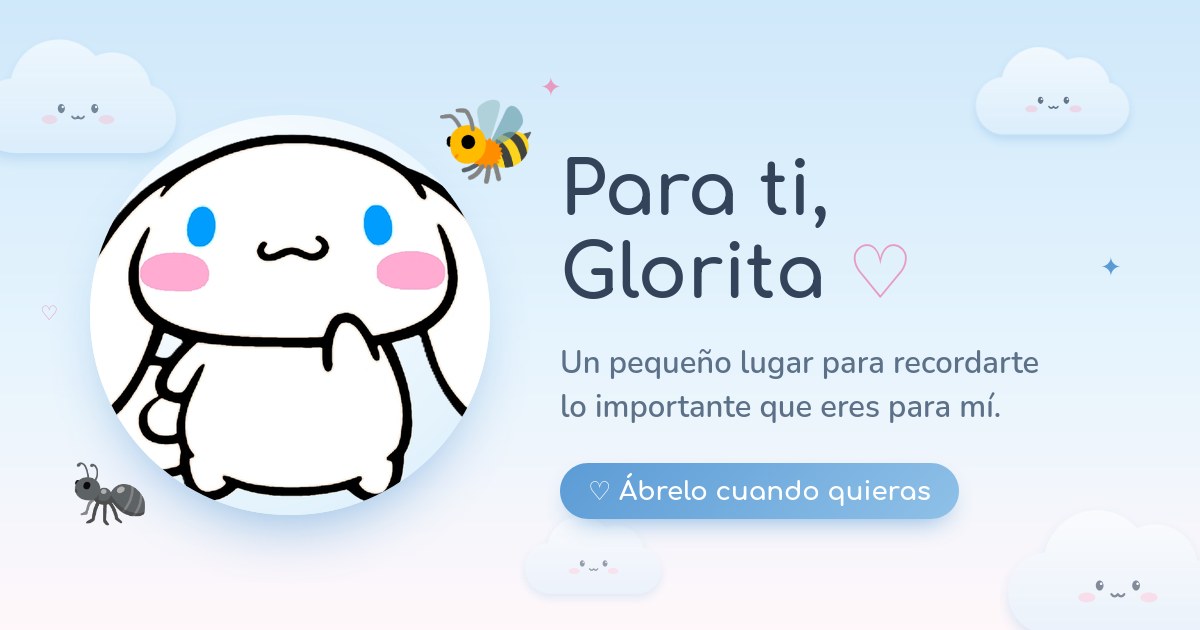 Para ti,
Glorita ♡
Un pequeño lugar para recordarte
lo importante que eres para mí.
♡ Ábrelo cuando quieras